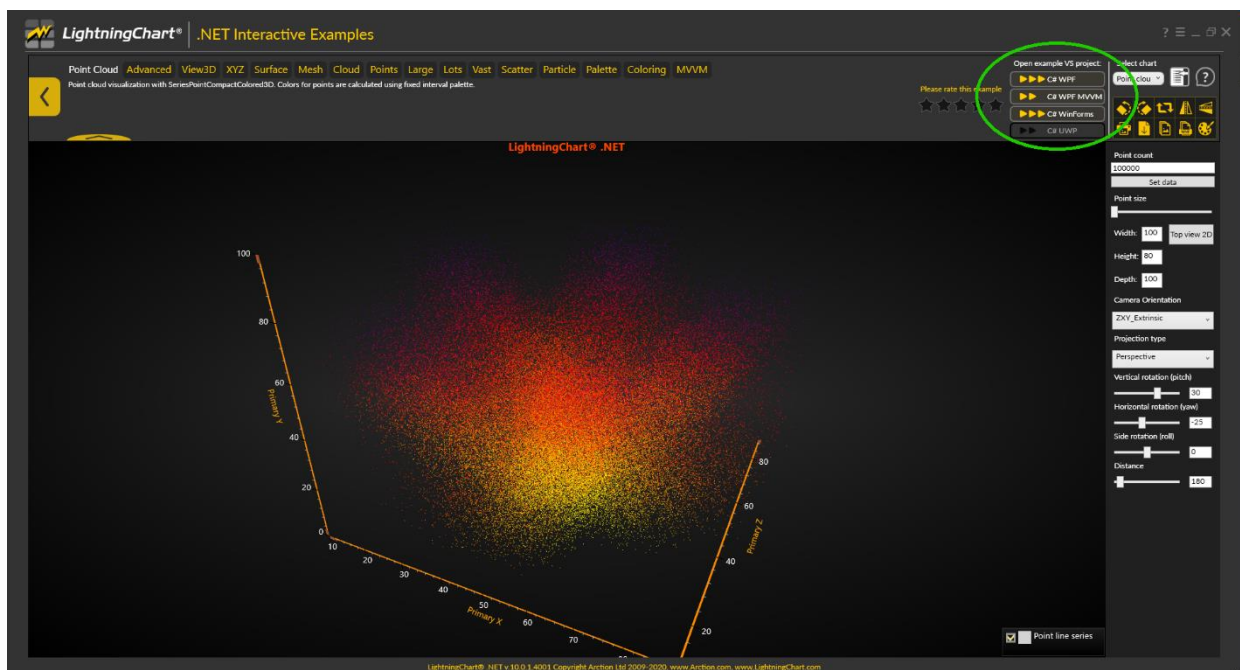 LightningChart® .NET Interactive Examples
Point Cloud Advanced View3D XYZ Surface Mesh Cloud Points Large Lots Vast Scatter Particle Palette Coloring MVVM
Point cloud visualization with SeriesPointCompactColored3D. Colors for points are calculated using fixed interval palette.
Please rate this example
Open example VS project:
C# WPF
C# WPF MVVM
C# WinForms
C# UWP
Select chart
Point clou
LightningChart® .NET
100
80
60
40
20
0
Primary Y
10
20
30
40
50
60
70
Primary X
80
60
40
20
Primary Z
Point line series
Point count
100000
Set data
Point size
Width: 100 Top view 2D
Height: 80
Depth: 100
Camera Orientation
ZXY_Extrinsic
Projection type
Perspective
Vertical rotation (pitch)
30
Horizontal rotation (yaw)
-25
Side rotation (roll)
0
Distance
180
LightningChart® .NET v 10.0.1.4001 Copyright Arction Ltd 2009-2020. www.Arction.com, www.LightningChart.com